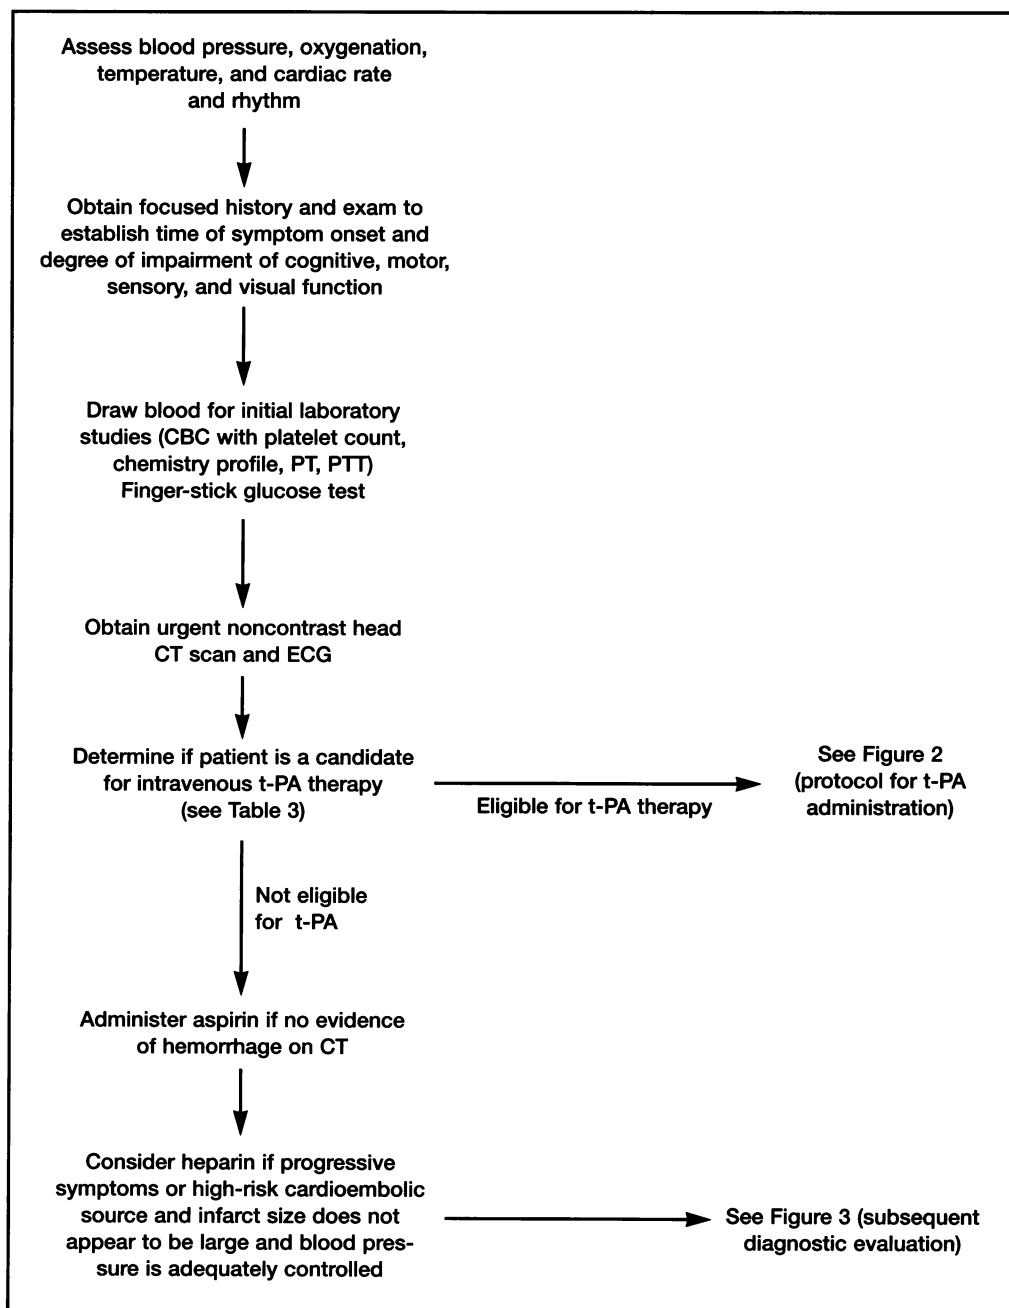 Assess blood pressure, oxygenation,
temperature, and cardiac rate
and rhythm
Obtain focused history and exam to
establish time of symptom onset and
degree of impairment of cognitive, motor,
sensory, and visual function
Draw blood for initial laboratory
studies (CBC with platelet count,
chemistry profile, PT, PTT)
Finger-stick glucose test
Obtain urgent noncontrast head
CT scan and ECG
Determine if patient is a candidate
for intravenous t-PA therapy
(see Table 3)
Eligible for t-PA therapy
See Figure 2
(protocol for t-PA
administration)
Not eligible
for t-PA
Administer aspirin if no evidence
of hemorrhage on CT
Consider heparin if progressive
symptoms or high-risk cardioembolic
source and infarct size does not
appear to be large and blood pres-
sure is adequately controlled
See Figure 3 (subsequent
diagnostic evaluation)